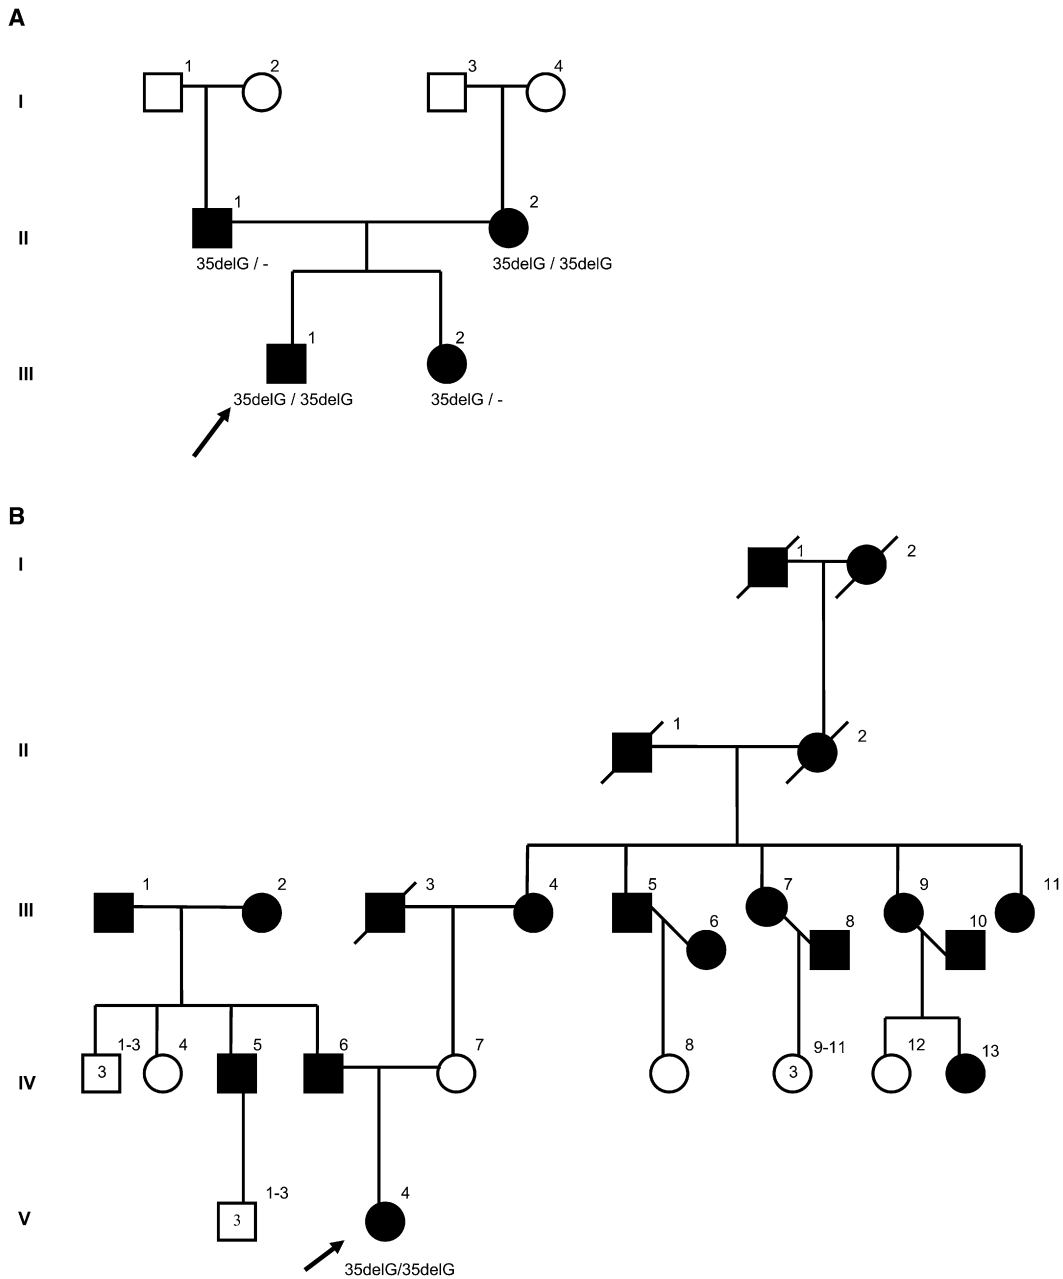 A
1 2 3 4
I
1 2
II
35delG / - 35delG / 35delG
1 2
III
35delG / 35delG 35delG / -
B
I
1 2
1 2
II
1 2 3 4 5 7 9 11
III
6 8 10
1-3 4 5 6 7 8 9-11 12 13
3 3
IV
1-3 4
3
V
35delG/35delG